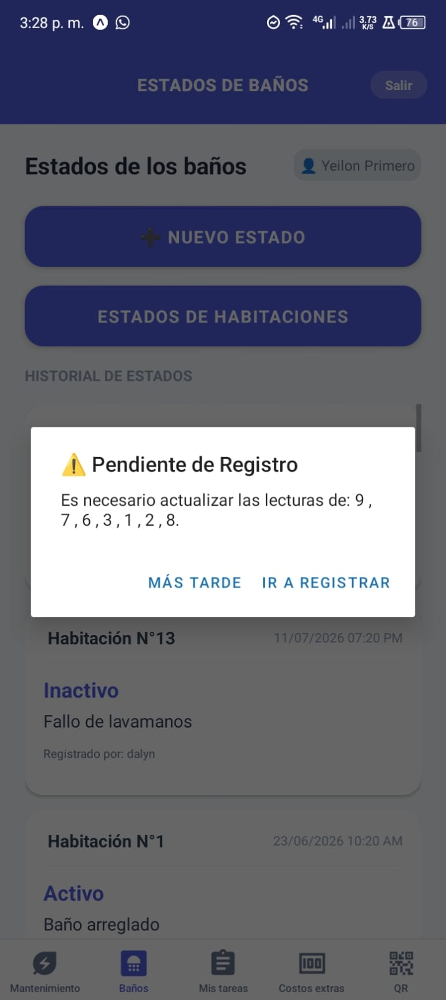 3:28 p. m.
4G
3.73
K/S
76
ESTADOS DE BAÑOS
Salir
Estados de los baños
Yeilon Primero
NUEVO ESTADO
ESTADOS DE HABITACIONES
HISTORIAL DE ESTADOS
Pendiente de Registro
Es necesario actualizar las lecturas de: 9 ,
7 , 6 , 3 , 1 , 2 , 8.
MÁS TARDE
IR A REGISTRAR
Habitación N°13
11/07/2026 07:20 PM
Inactivo
Fallo de lavamanos
Registrado por: dalyn
Habitación N°1
23/06/2026 10:20 AM
Activo
Baño arreglado
Mantenimiento
Baños
Mis tareas
Costos extras
QR